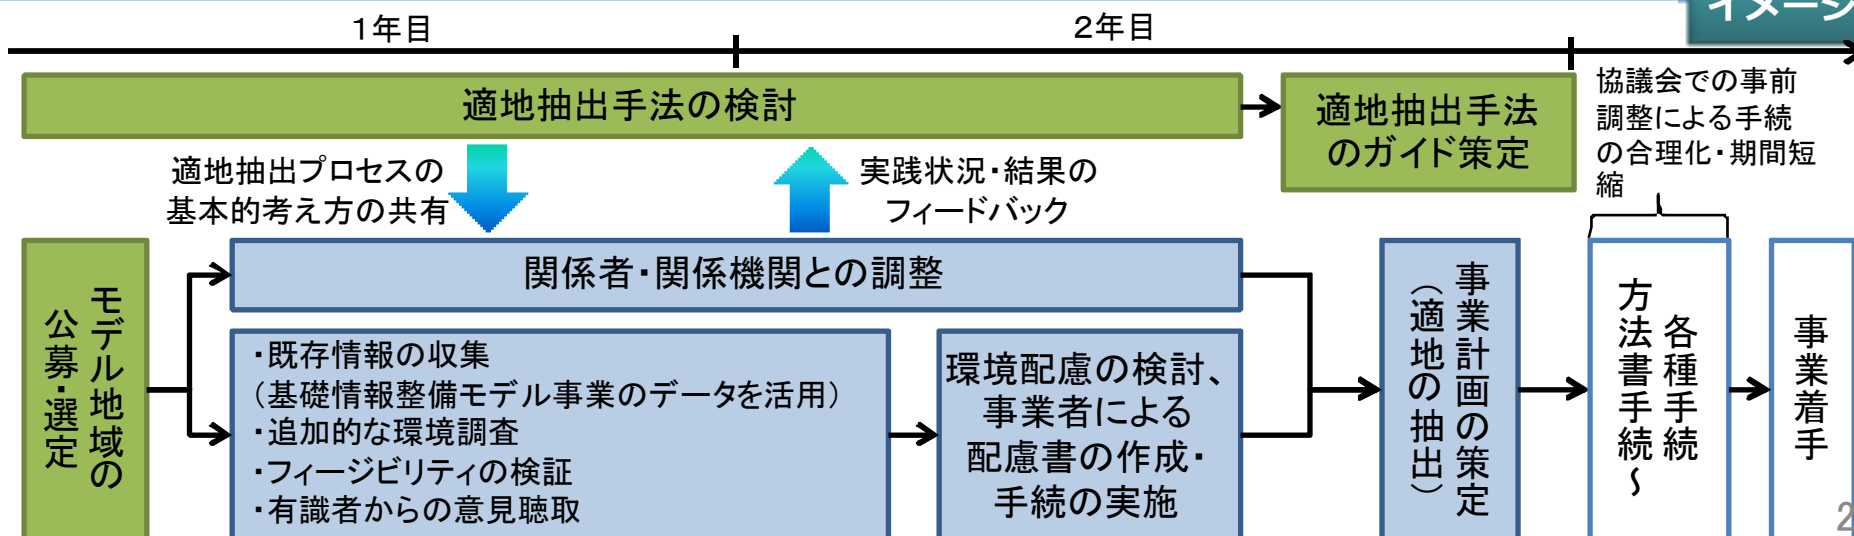 イメージ
1年目
2年目
適地抽出手法の検討
適地抽出手法
のガイド策定
協議会での事前
調整による手続
の合理化・期間短
縮
適地抽出プロセスの
基本的考え方の共有
実践状況・結果の
フィードバック
モデル地域の
公募・選定
関係者・関係機関との調整
・既存情報の収集
（基礎情報整備モデル事業のデータを活用）
・追加的な環境調査
・フィージビリティの検証
・有識者からの意見聴取
環境配慮の検討、
事業者による
配慮書の作成・
手続の実施
事業計画の策定
（適地の抽出）
各種手続
方法書手続～
事業着手
2